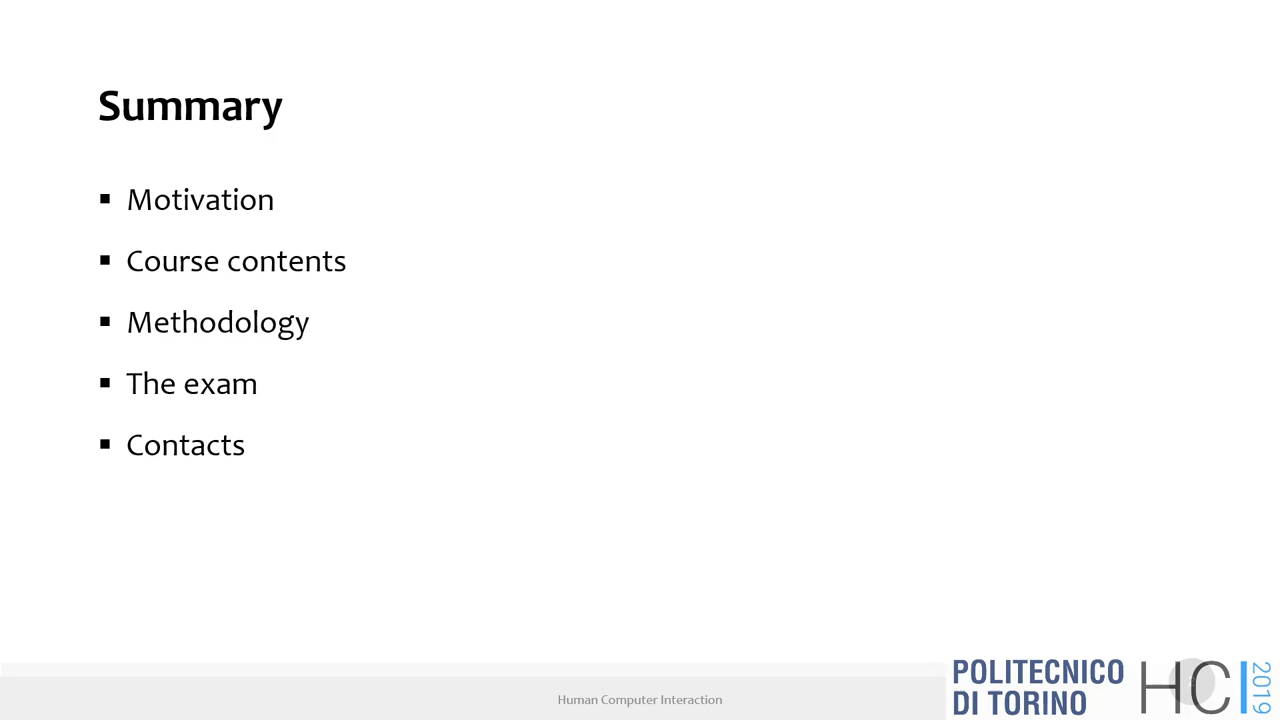 Summary
▪ Motivation
▪ Course contents
▪ Methodology
▪ The exam
▪ Contacts
Human Computer Interaction
POLITECNICO
DI TORINO
HCI
2019